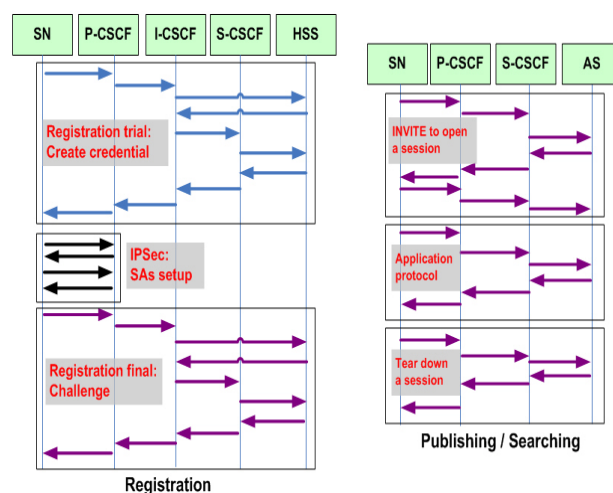 SN P-CSCF I-CSCF S-CSCF HSS
Registration trial:
Create credential
IPSec:
SAs setup
Registration final:
Challenge
Registration
SN P-CSCF S-CSCF AS
INVITE to open
a session
Application
protocol
Tear down
a session
Publishing / Searching